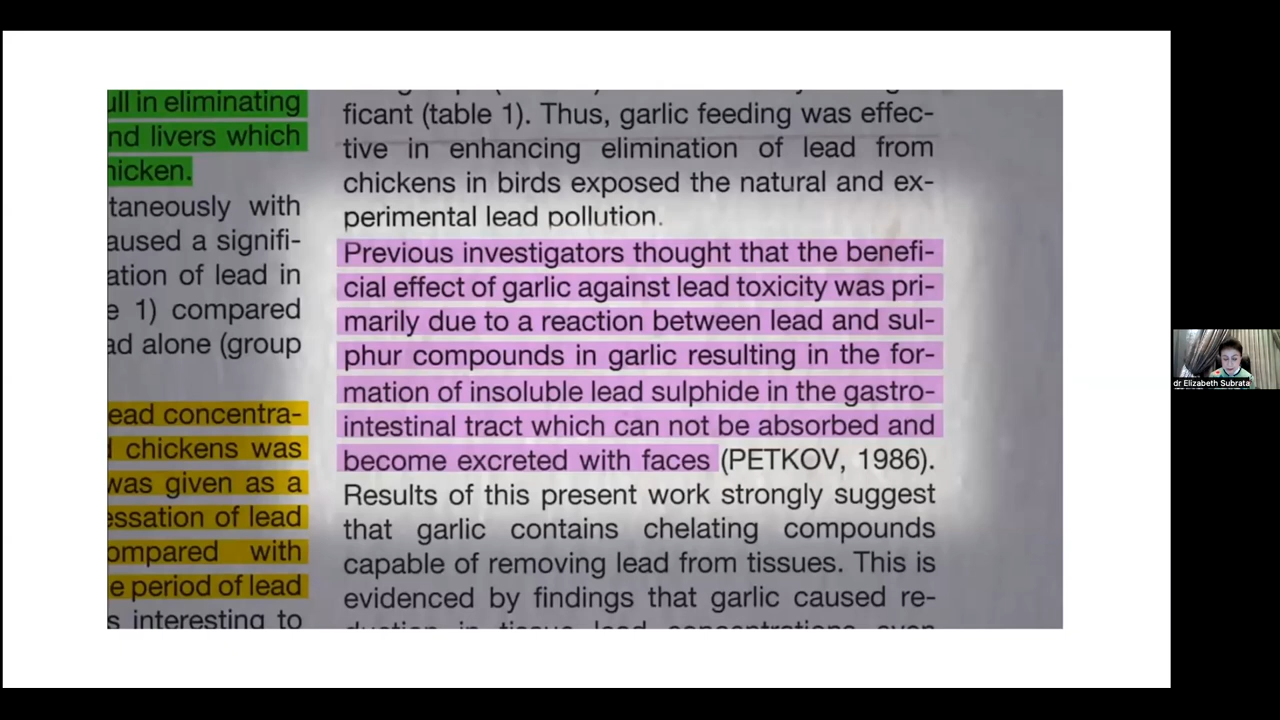 ull in eliminating
nd livers which
hicken.
taneously with
aused a signifi-
ation of lead in
e 1) compared
ad alone (group
ead concentra-
d chickens was
was given as a
essation of lead
ompared with
e period of lead
s interesting to
ficant (table 1). Thus, garlic feeding was effec-
tive in enhancing elimination of lead from
chickens in birds exposed the natural and ex-
perimental lead pollution.
Previous investigators thought that the benefi-
cial effect of garlic against lead toxicity was pri-
marily due to a reaction between lead and sul-
phur compounds in garlic resulting in the for-
mation of insoluble lead sulphide in the gastro-
intestinal tract which can not be absorbed and
become excreted with faces (PETKOV, 1986).
Results of this present work strongly suggest
that garlic contains chelating compounds
capable of removing lead from tissues. This is
evidenced by findings that garlic caused re-
duction in tissue lead concentrations even
dr Elizabeth Subrata